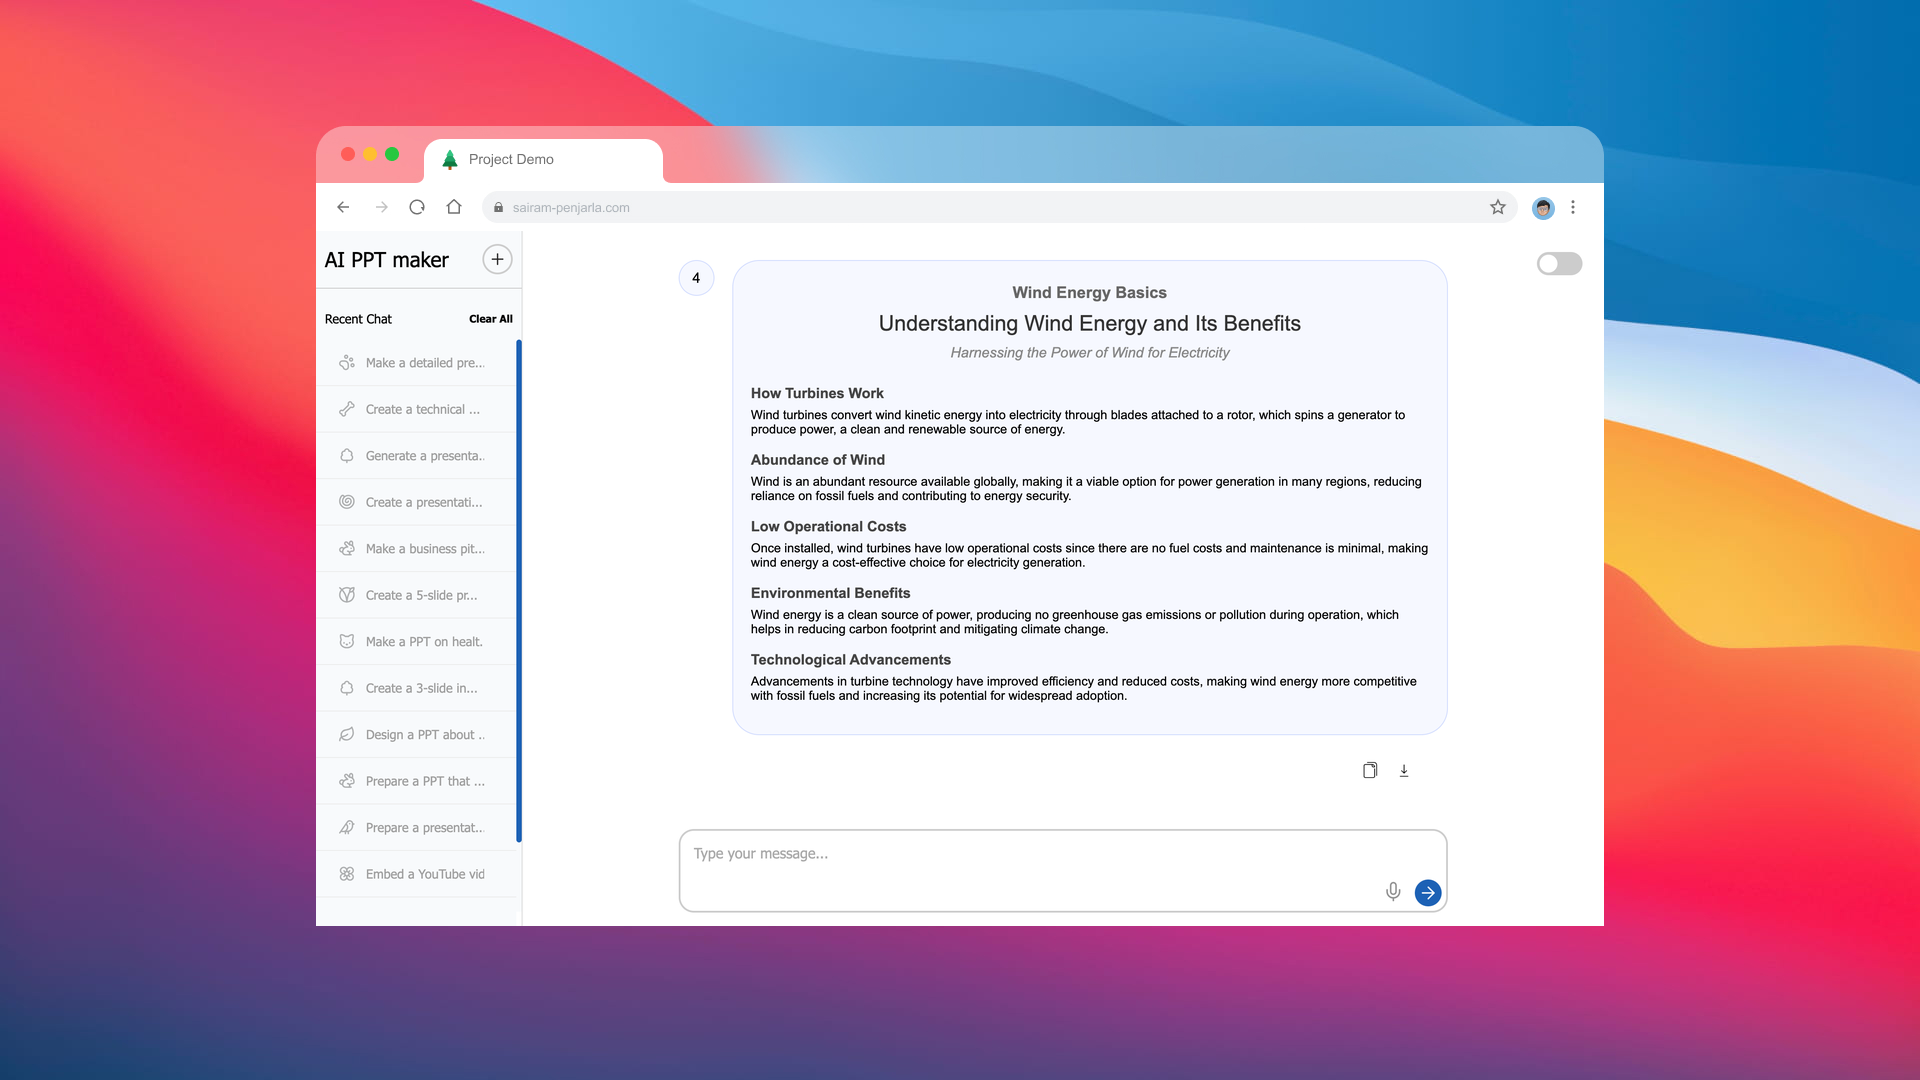 Project Demo
sairam-penjarla.com
AI PPT maker
Recent Chat
Clear All
Make a detailed pre...
Create a technical ...
Generate a presenta..
Create a presentati...
Make a business pit...
Create a 5-slide pr...
Make a PPT on healt.
Create a 3-slide in...
Design a PPT about ..
Prepare a PPT that ...
Prepare a presentat..
Embed a YouTube vid
4
Wind Energy Basics
Understanding Wind Energy and Its Benefits
Harnessing the Power of Wind for Electricity
How Turbines Work
Wind turbines convert wind kinetic energy into electricity through blades attached to a rotor, which spins a generator to
produce power, a clean and renewable source of energy.
Abundance of Wind
Wind is an abundant resource available globally, making it a viable option for power generation in many regions, reducing
reliance on fossil fuels and contributing to energy security.
Low Operational Costs
Once installed, wind turbines have low operational costs since there are no fuel costs and maintenance is minimal, making
wind energy a cost-effective choice for electricity generation.
Environmental Benefits
Wind energy is a clean source of power, producing no greenhouse gas emissions or pollution during operation, which
helps in reducing carbon footprint and mitigating climate change.
Technological Advancements
Advancements in turbine technology have improved efficiency and reduced costs, making wind energy more competitive
with fossil fuels and increasing its potential for widespread adoption.
Type your message...